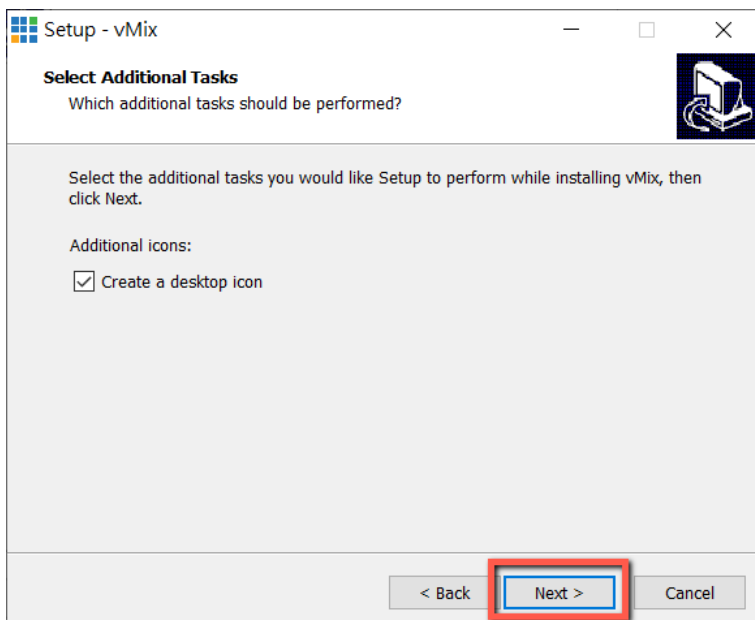 Setup - vMix
Select Additional Tasks
Which additional tasks should be performed?
Select the additional tasks you would like Setup to perform while installing vMix, then
click Next.
Additional icons:
Create a desktop icon
< Back
Next >
Cancel